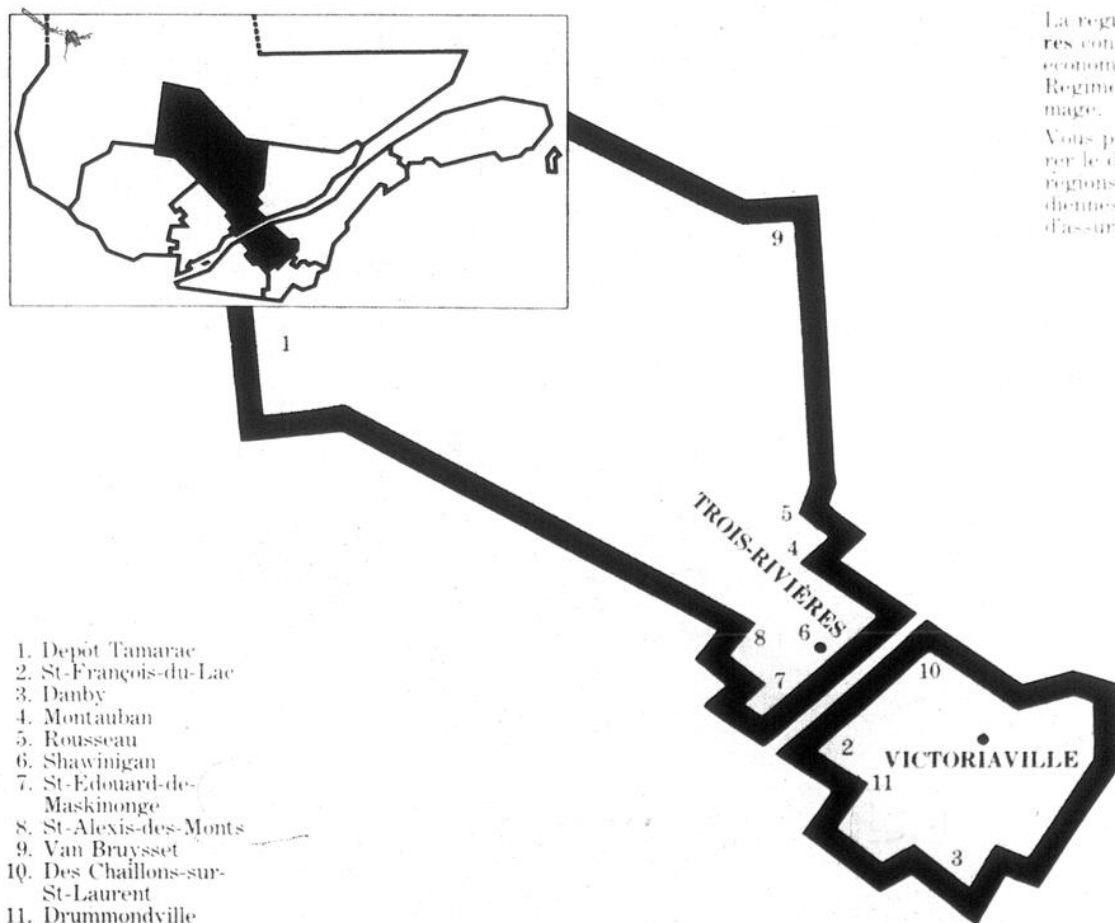 La regi
res con
econom
Regime
mage.
Vous p
rer le d
regions
diennes
d'assur
9
1
5
4
TROIS-RIVIÈRES
6
8
7
10
2
VICTORIAVILLE
11
3
1. Depôt Tamarac
2. St-François-du-Lac
3. Danby
4. Montauban
5. Rousseau
6. Shawinigan
7. St-Edouard-de-
Maskinonge
8. St-Alexis-des-Monts
9. Van Bruysset
10. Des Chaillons-sur-
St-Laurent
11. Drummondville